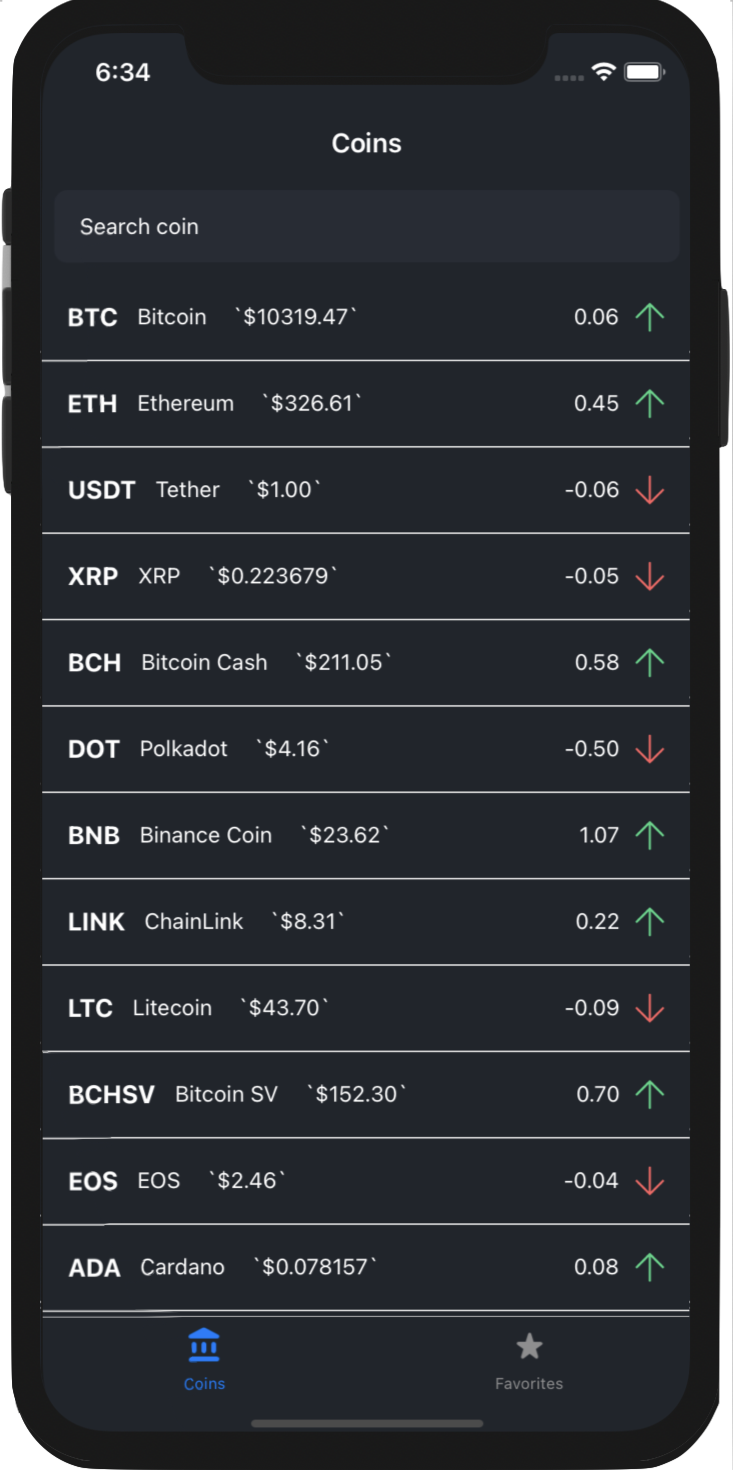 6:34
Coins
Search coin
BTC Bitcoin `$10319.47` 0.06
ETH Ethereum `$326.61` 0.45
USDT Tether `$1.00` -0.06
XRP XRP `$0.223679` -0.05
BCH Bitcoin Cash `$211.05` 0.58
DOT Polkadot `$4.16` -0.50
BNB Binance Coin `$23.62` 1.07
LINK ChainLink `$8.31` 0.22
LTC Litecoin `$43.70` -0.09
BCHSV Bitcoin SV `$152.30` 0.70
EOS EOS `$2.46` -0.04
ADA Cardano `$0.078157` 0.08
Coins Favorites